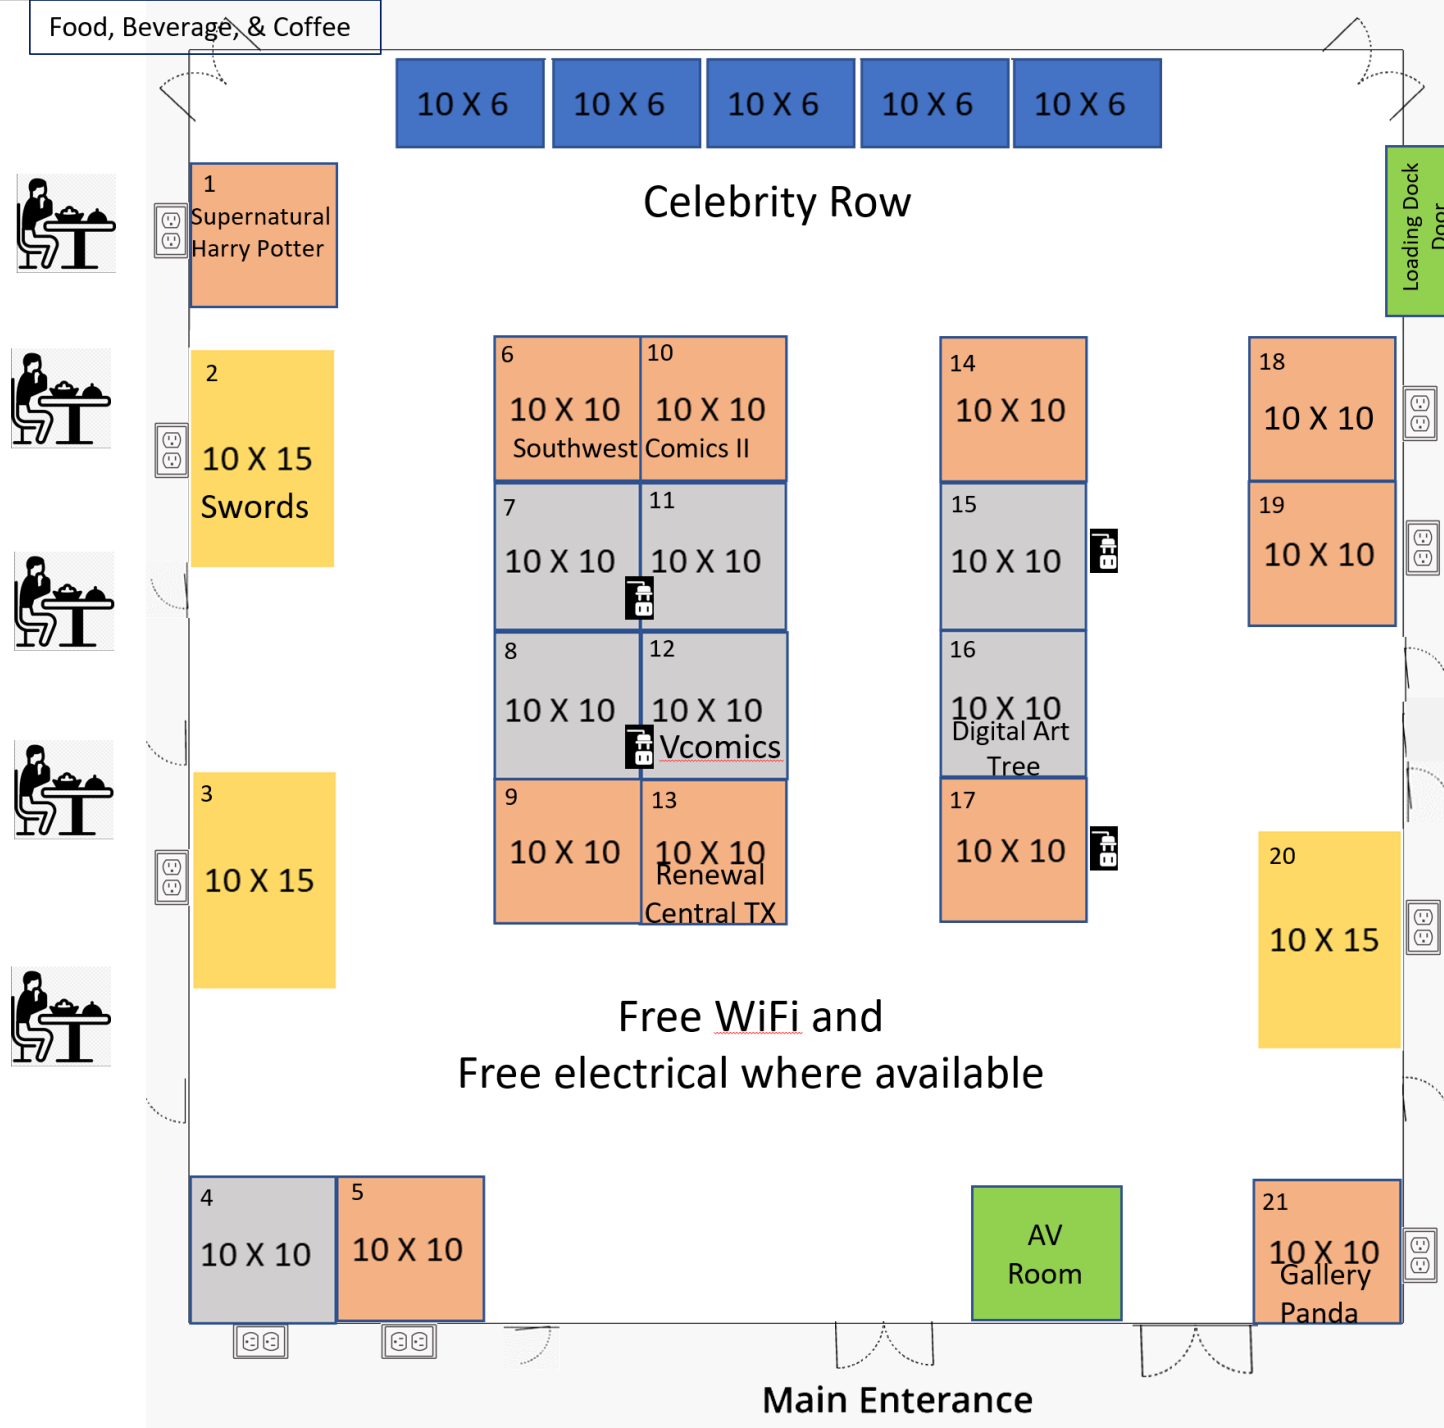 Food, Beverage, & Coffee
10 X 6
10 X 6
10 X 6
10 X 6
10 X 6
Celebrity Row
Loading Dock
Door
1
Supernatural
Harry Potter
2
10 X 15
Swords
6
10 X 10
10
10 X 10
Southwest Comics II
14
10 X 10
18
10 X 10
7
10 X 10
11
10 X 10
15
10 X 10
19
10 X 10
8
10 X 10
12
10 X 10
Vcomics
16
10 X 10
Digital Art
Tree
3
10 X 15
9
10 X 10
13
10 X 10
Renewal
Central TX
17
10 X 10
20
10 X 15
Free WiFi and
Free electrical where available
4
10 X 10
5
10 X 10
AV
Room
21
10 X 10
Gallery
Panda
Main Enterance